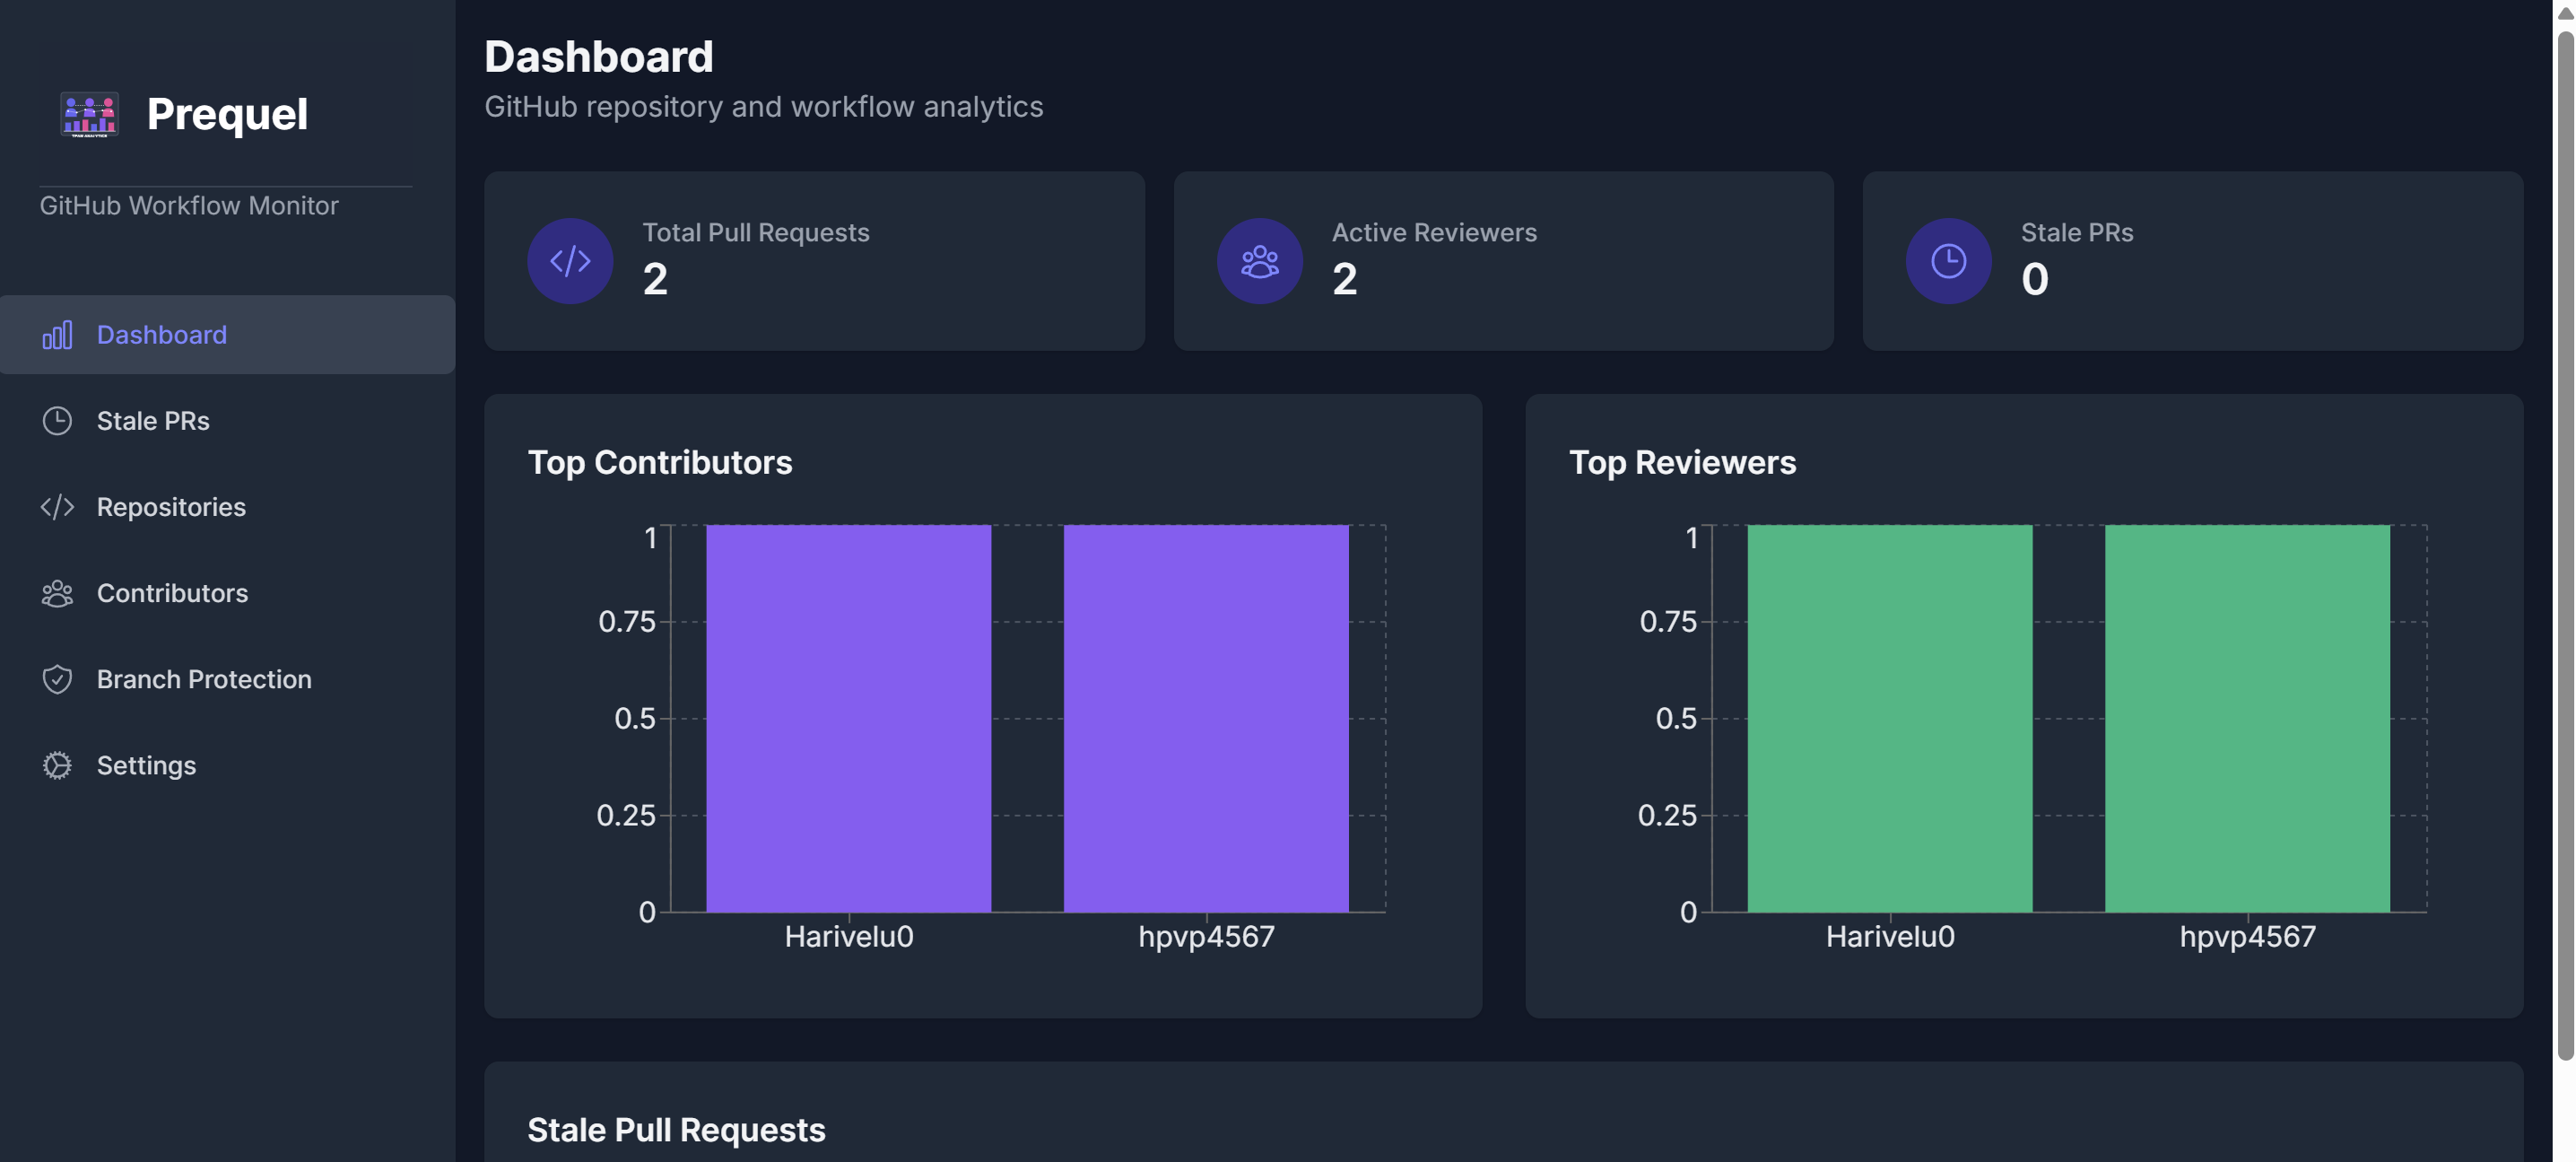 Prequel
GitHub Workflow Monitor
Dashboard
Stale PRs
Repositories
Contributors
Branch Protection
Settings
Dashboard
GitHub repository and workflow analytics
Total Pull Requests
2
Active Reviewers
2
Stale PRs
0
Top Contributors
1
0.75
0.5
0.25
0
Harivelu0
hpvp4567
Top Reviewers
1
0.75
0.5
0.25
0
Harivelu0
hpvp4567
Stale Pull Requests